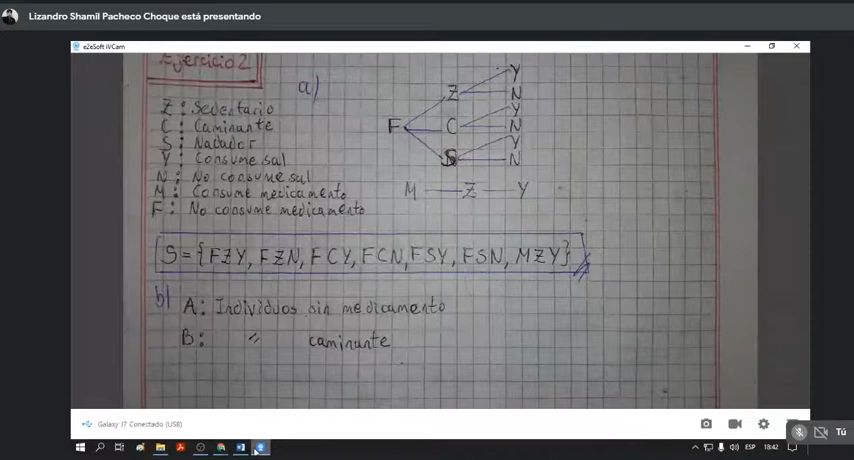 Lizandro Shamil Pacheco Choque está presentando
e2eSoft iVCam
Ejercicio 2
a)
Z: Sedentario
C: Caminante
S: Nadador
Y: Consume sal
N: No consume sal
M: Consume medicamento
F: No consume medicamento
F
Z
Y
N
C
Y
N
S
Y
N
M — Z — Y
S = {FZY, FZN, FCY, FCN, FSY, FSN, MZY}
b) A: Individuos sin medicamento
B: " caminante
Galaxy J7 Conectado (USB)
Tú
ESP
18:42